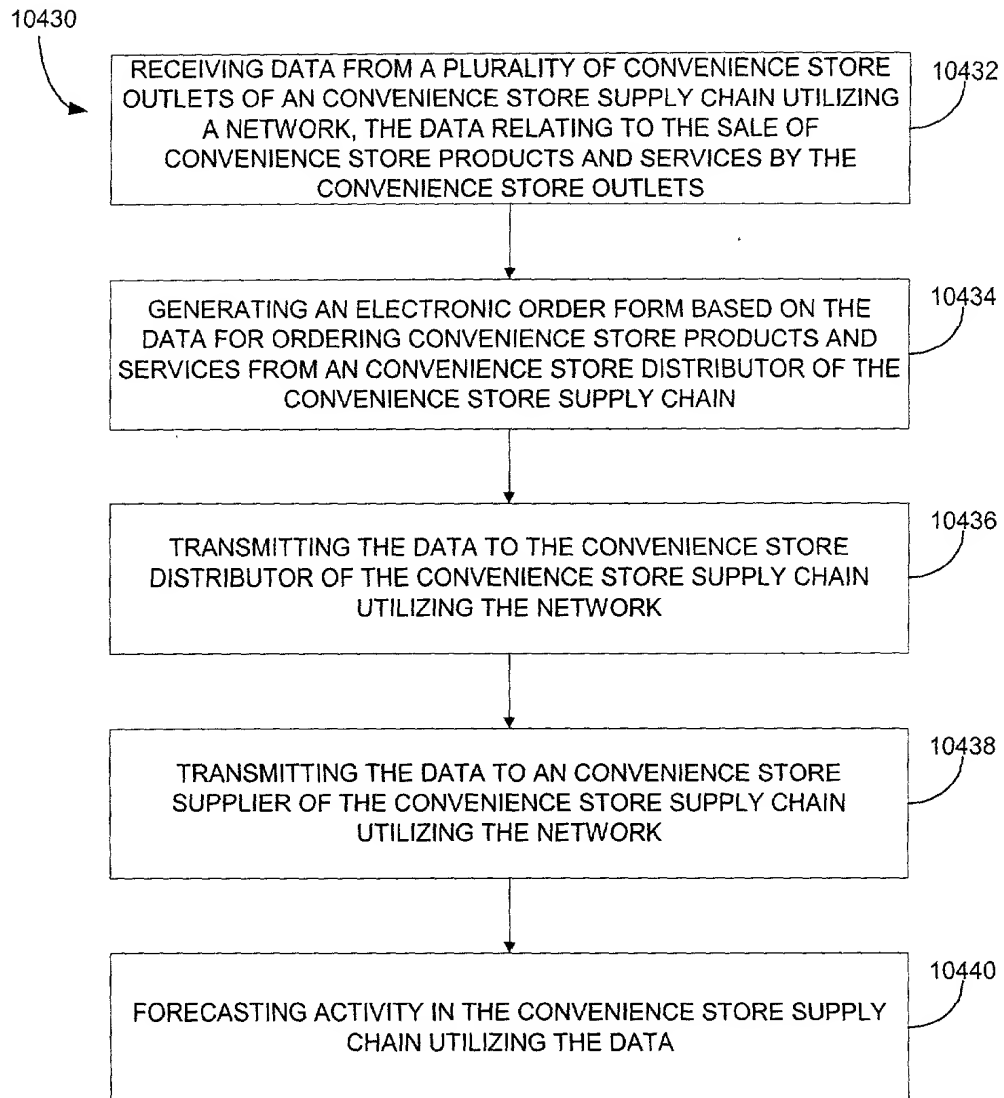 10430
RECEIVING DATA FROM A PLURALITY OF CONVENIENCE STORE
OUTLETS OF AN CONVENIENCE STORE SUPPLY CHAIN UTILIZING
A NETWORK, THE DATA RELATING TO THE SALE OF
CONVENIENCE STORE PRODUCTS AND SERVICES BY THE
CONVENIENCE STORE OUTLETS
10432
GENERATING AN ELECTRONIC ORDER FORM BASED ON THE
DATA FOR ORDERING CONVENIENCE STORE PRODUCTS AND
SERVICES FROM AN CONVENIENCE STORE DISTRIBUTOR OF THE
CONVENIENCE STORE SUPPLY CHAIN
10434
TRANSMITTING THE DATA TO THE CONVENIENCE STORE
DISTRIBUTOR OF THE CONVENIENCE STORE SUPPLY CHAIN
UTILIZING THE NETWORK
10436
TRANSMITTING THE DATA TO AN CONVENIENCE STORE
SUPPLIER OF THE CONVENIENCE STORE SUPPLY CHAIN
UTILIZING THE NETWORK
10438
FORECASTING ACTIVITY IN THE CONVENIENCE STORE SUPPLY
CHAIN UTILIZING THE DATA
10440